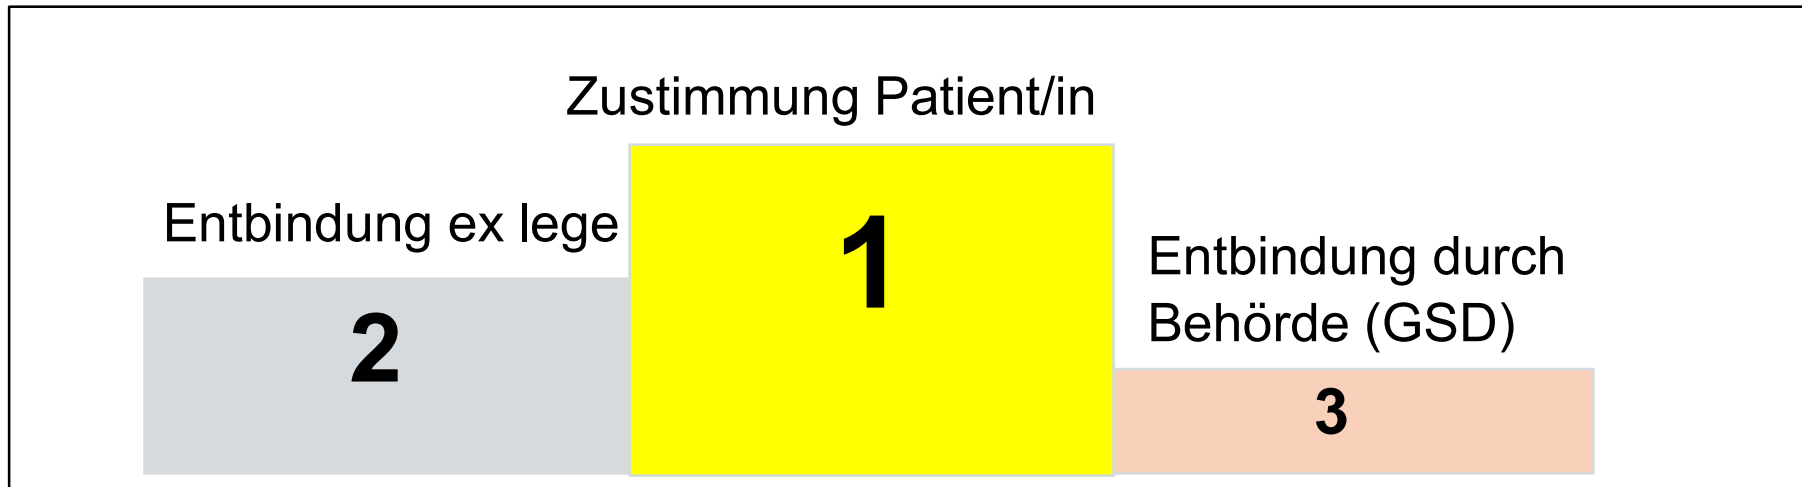 Zustimmung Patient/in
Entbindung ex lege
1
Entbindung durch
Behörde (GSD)
2
3